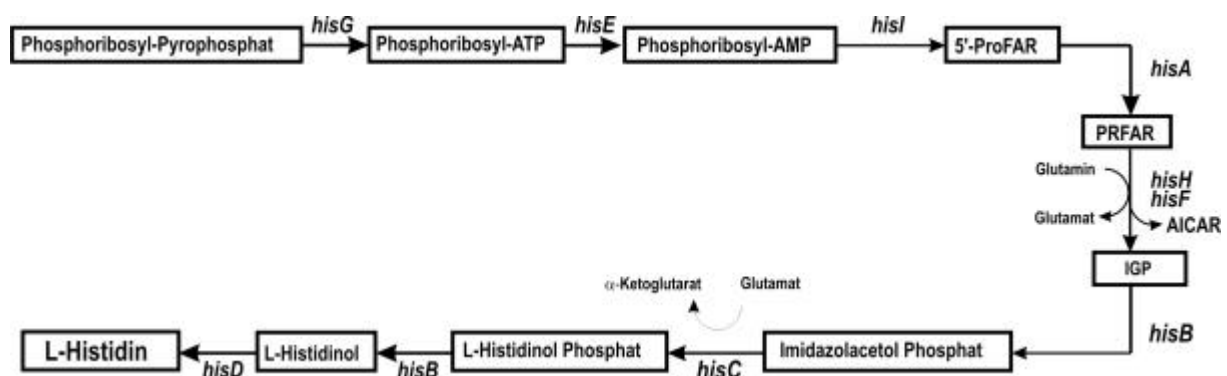 hisG
hisE
hisI
Phosphoribosyl-Pyrophosphat
Phosphoribosyl-ATP
Phosphoribosyl-AMP
5'-ProFAR
hisA
PRFAR
Glutamin
hisH
hisF
Glutamat
AICAR
IGP
α-Ketoglutarat
Glutamat
hisB
L-Histidin
L-Histidinol
L-Histidinol Phosphat
Imidazolacetol Phosphat
hisD
hisB
hisC